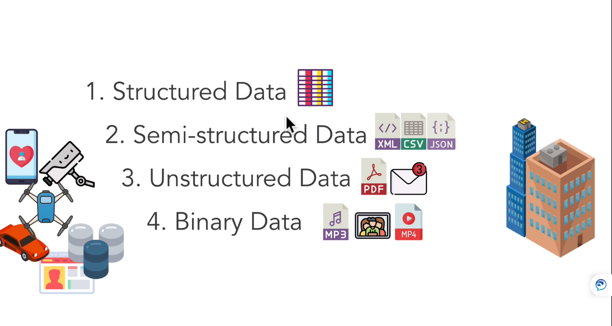 1. Structured Data
2. Semi-structured Data
XML CSV JSON
3. Unstructured Data
PDF 3
4. Binary Data
MP3 MP4